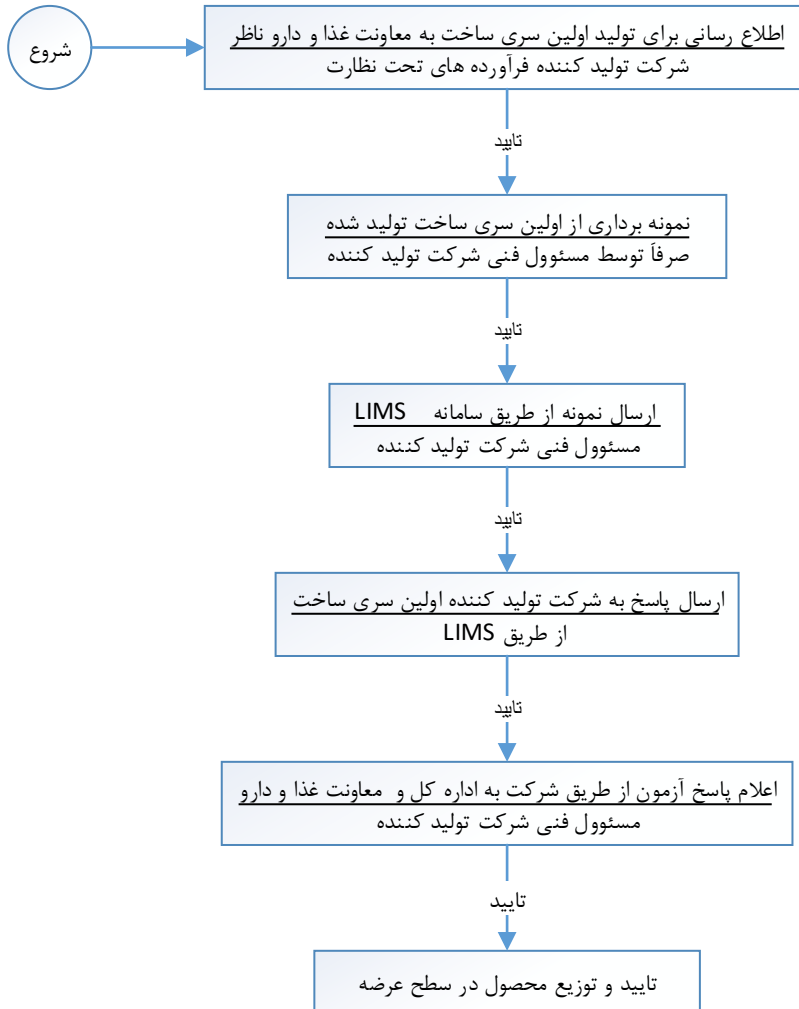 شروع
اطلاع رسانی برای تولید اولین سری ساخت به معاونت غذا و دارو ناظر
شرکت تولید کننده فرآورده های تحت نظارت
تایید
نمونه برداری از اولین سری ساخت تولید شده
صرفاَ توسط مسئوول فنی شرکت تولید کننده
تایید
ارسال نمونه از طریق سامانه LIMS
مسئوول فنی شرکت تولید کننده
تایید
ارسال پاسخ به شرکت تولید کننده اولین سری ساخت
از طریق LIMS
تایید
اعلام پاسخ آزمون از طریق شرکت به اداره کل و معاونت غذا و دارو
مسئوول فنی شرکت تولید کننده
تایید
تایید و توزیع محصول در سطح عرضه